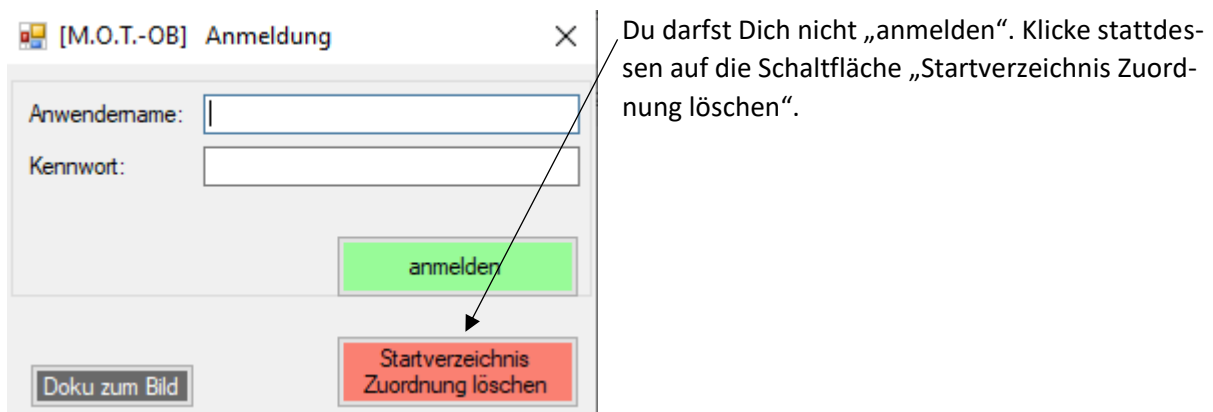 [M.O.T.-OB] Anmeldung
Anwendername:
Kennwort:
anmelden
Startverzeichnis
Zuordnung löschen
Doku zum Bild
Du darfst Dich nicht „anmelden“. Klicke stattdes-
sen auf die Schaltfläche „Startverzeichnis Zuord-
nung löschen“.